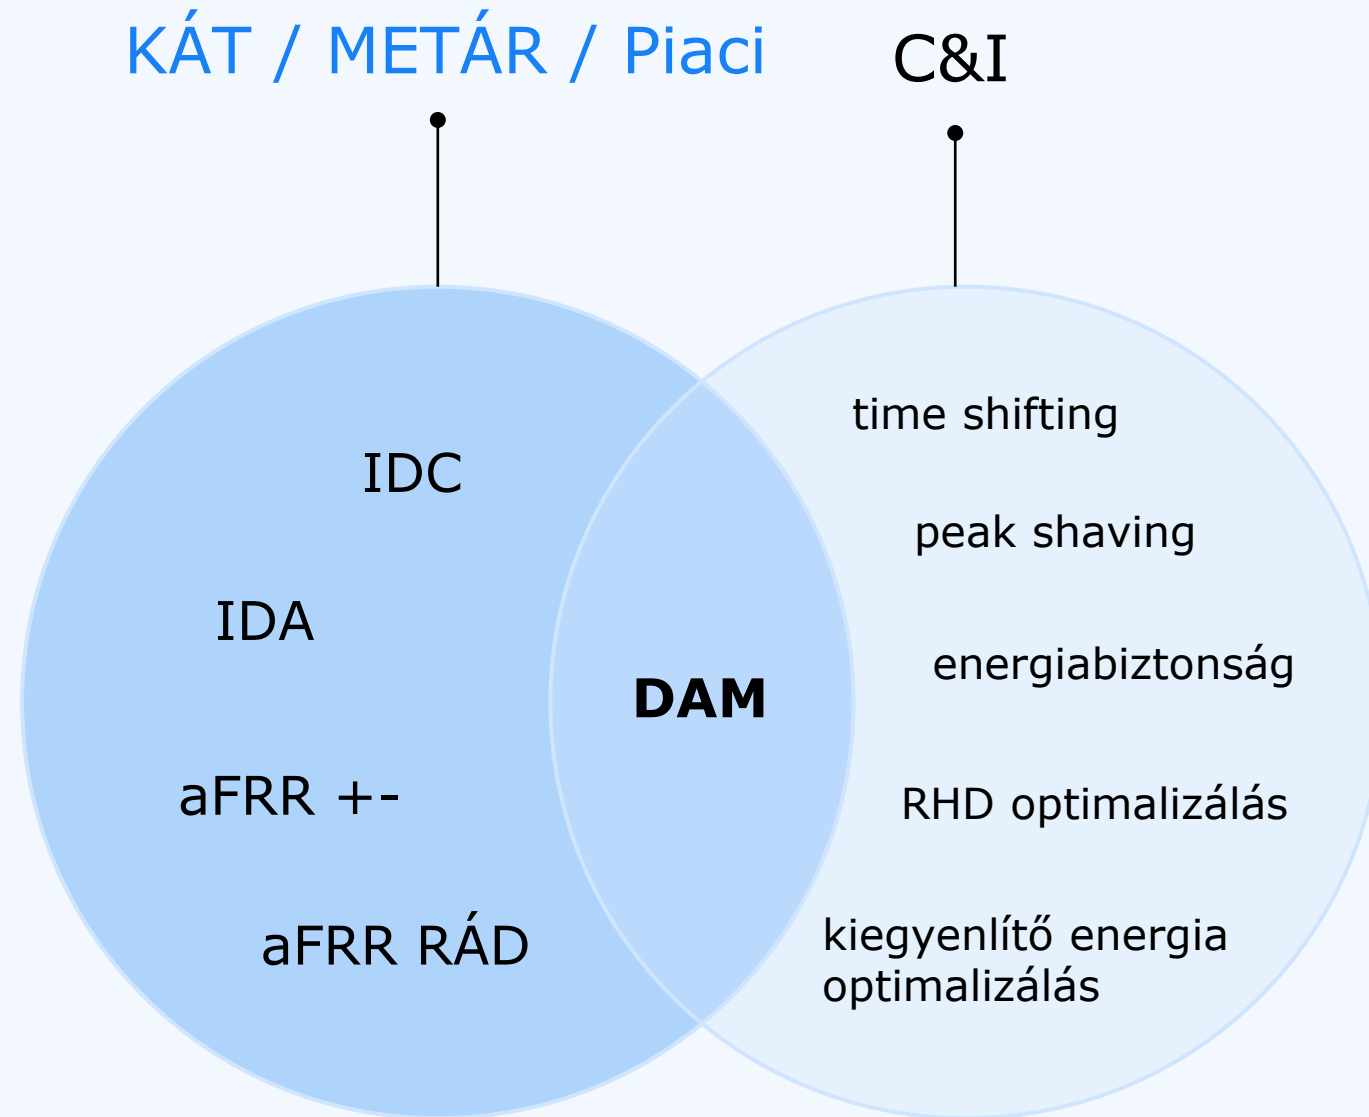 KÁT / METÁR / Piaci
C&I
IDC
IDA
aFRR +-
aFRR RÁD
DAM
time shifting
peak shaving
energiabiztonság
RHD optimalizálás
kiegyenlítő energia
optimalizálás